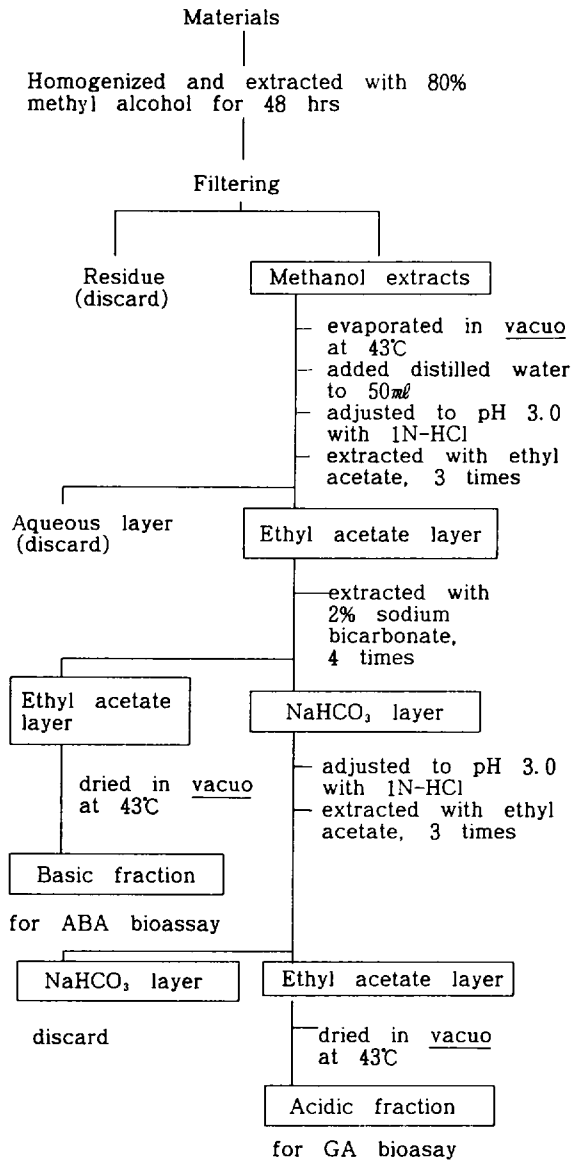 Materials
Homogenized and extracted with 80%
methyl alcohol for 48 hrs
Filtering
Residue
(discard)
Methanol extracts
evaporated in vacuo
at 43℃
added distilled water
to 50㎖
adjusted to pH 3.0
with 1N-HCl
extracted with ethyl
acetate, 3 times
Aqueous layer
(discard)
Ethyl acetate layer
extracted with
2% sodium
bicarbonate,
4 times
Ethyl acetate
layer
NaHCO₃ layer
dried in vacuo
at 43℃
adjusted to pH 3.0
with 1N-HCl
extracted with ethyl
acetate, 3 times
Basic fraction
for ABA bioassay
NaHCO₃ layer
discard
Ethyl acetate layer
dried in vacuo
at 43℃
Acidic fraction
for GA bioasay